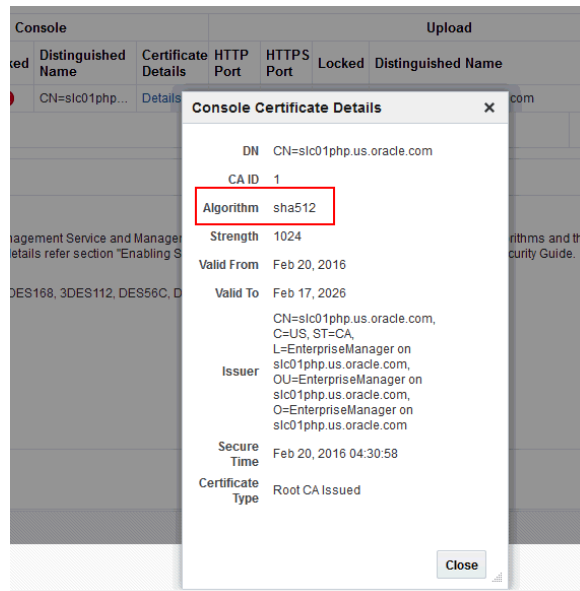 Console Upload
ked Distinguished Name Certificate Details HTTP Port HTTPS Port Locked Distinguished Name
CN=slc01php... Details com
Console Certificate Details ×
DN CN=slc01php.us.oracle.com
CA ID 1
Algorithm sha512
Strength 1024
Valid From Feb 20, 2016
Valid To Feb 17, 2026
Issuer CN=slc01php.us.oracle.com,
C=US, ST=CA,
L=EnterpriseManager on
slc01php.us.oracle.com,
OU=EnterpriseManager on
slc01php.us.oracle.com,
O=EnterpriseManager on
slc01php.us.oracle.com
Secure Time Feb 20, 2016 04:30:58
Certificate Type Root CA Issued
nagement Service and Manager rithms and th
etails refer section "Enabling S curity Guide.
DES168, 3DES112, DES56C, D
Close